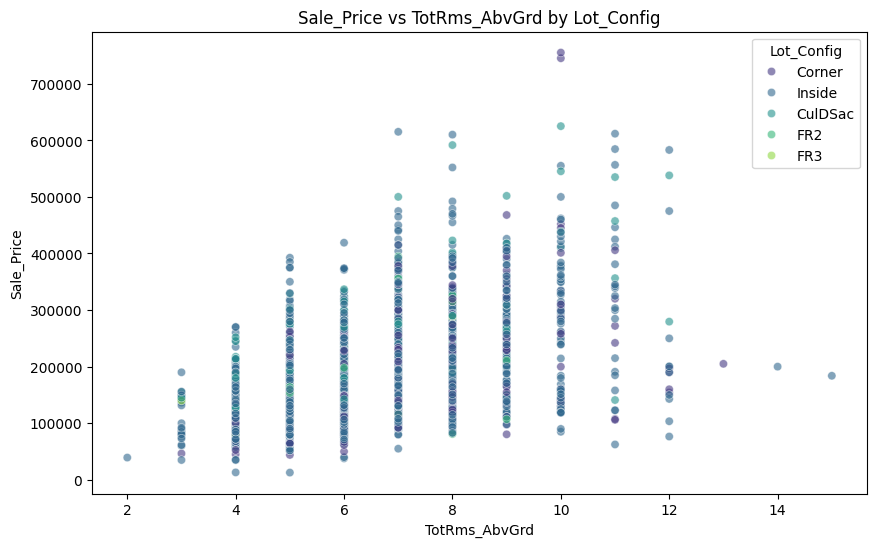 Sale_Price vs TotRms_AbvGrd by Lot_Config
Lot_Config
Corner
Inside
CulDSac
FR2
FR3
Sale_Price
700000
600000
500000
400000
300000
200000
100000
0
2 4 6 8 10 12 14
TotRms_AbvGrd